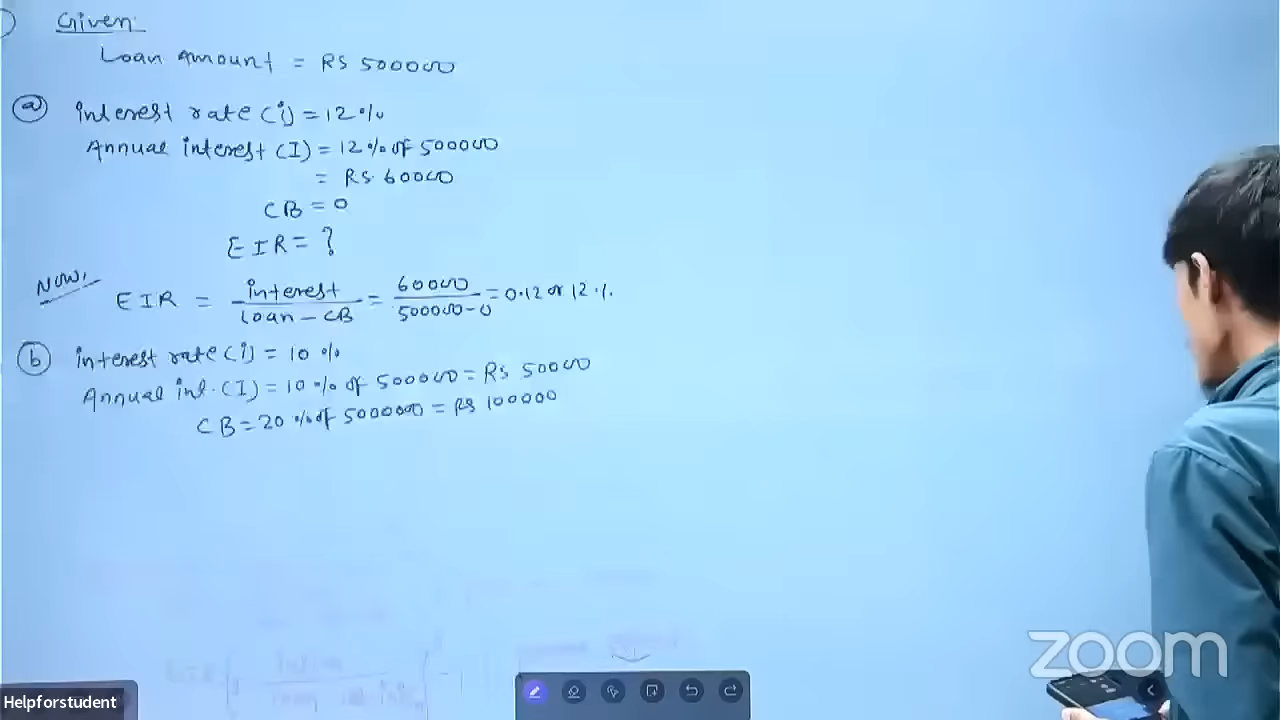 Given:
Loan Amount = RS 500000
(a) Interest rate (i) = 12%
Annual interest (I) = 12% of 500000
= RS. 60000
CB = 0
EIR = ?
Now,
EIR = interest / Loan - CB = 60000 / 500000-0 = 0.12 or 12%
(b) Interest rate (i) = 10%
Annual int. (I) = 10% of 500000 = Rs 50000
CB = 20% of 5000000 = Rs 100000
zoom
Helpforstudent